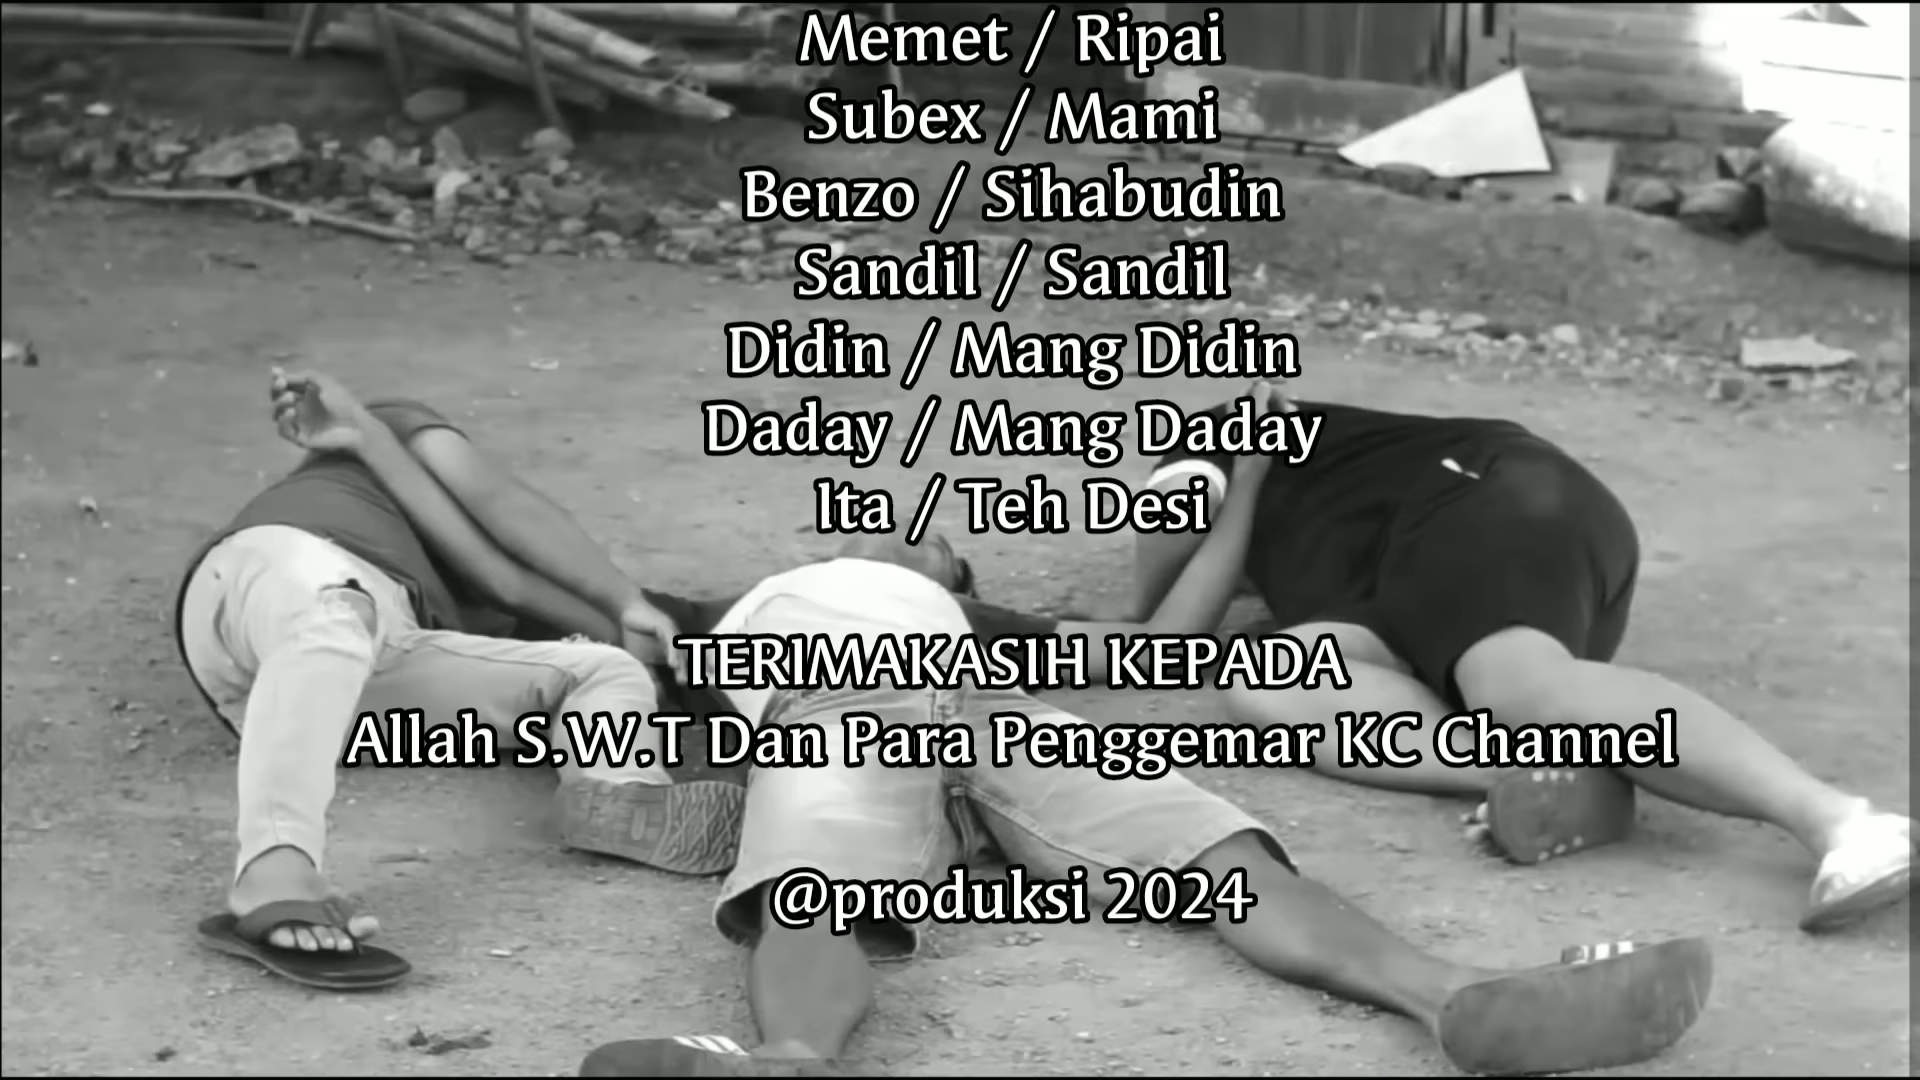 Memet / Ripai
Subex / Mami
Benzo / Sihabudin
Sandil / Sandil
Didin / Mang Didin
Daday / Mang Daday
Ita / Teh Desi
TERIMAKASIH KEPADA
Allah S.W.T Dan Para Penggemar KC Channel
@produksi 2024